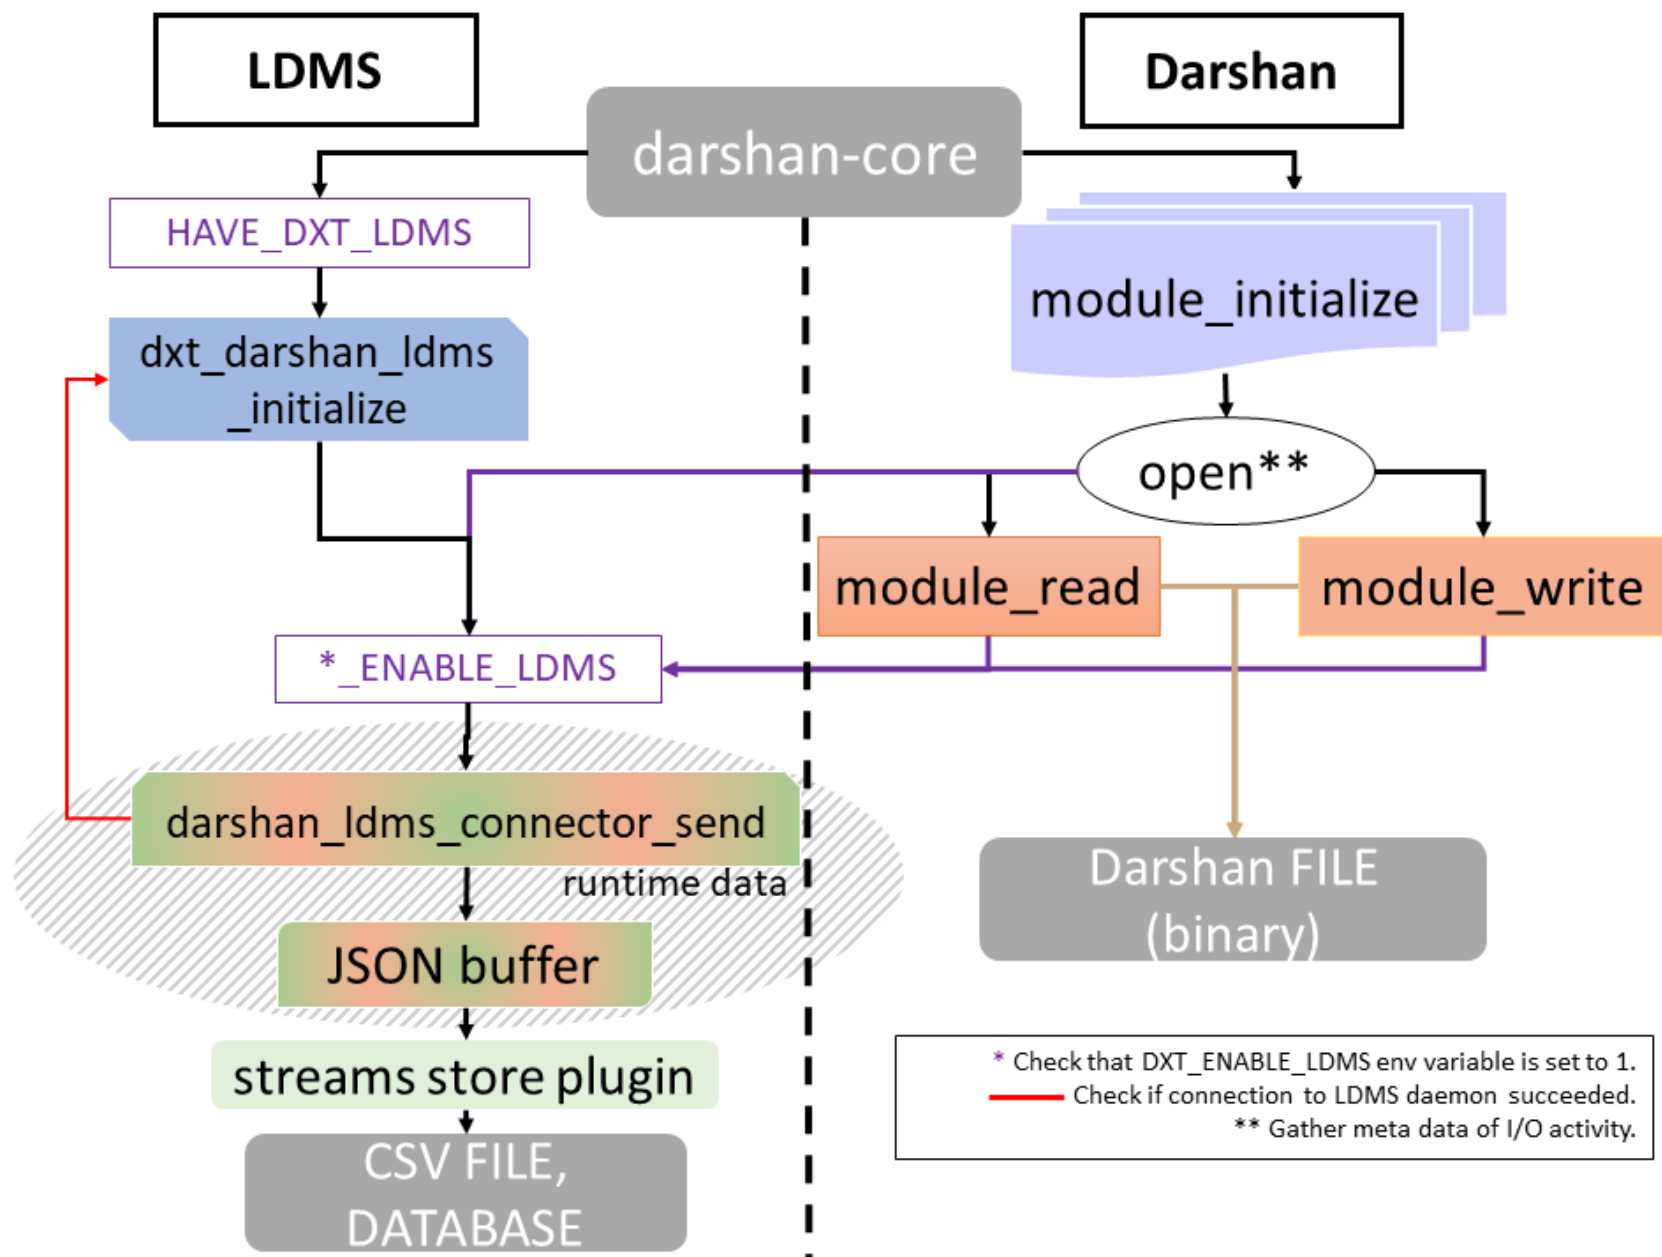 LDMS
Darshan
darshan-core
HAVE_DXT_LDMS
module_initialize
dxt_darshan_ldms
_initialize
open**
module_read
module_write
*_ENABLE_LDMS
darshan_ldms_connector_send
runtime data
Darshan FILE
(binary)
JSON buffer
streams store plugin
CSV FILE,
DATABASE
* Check that DXT_ENABLE_LDMS env variable is set to 1.
Check if connection to LDMS daemon succeeded.
** Gather meta data of I/O activity.